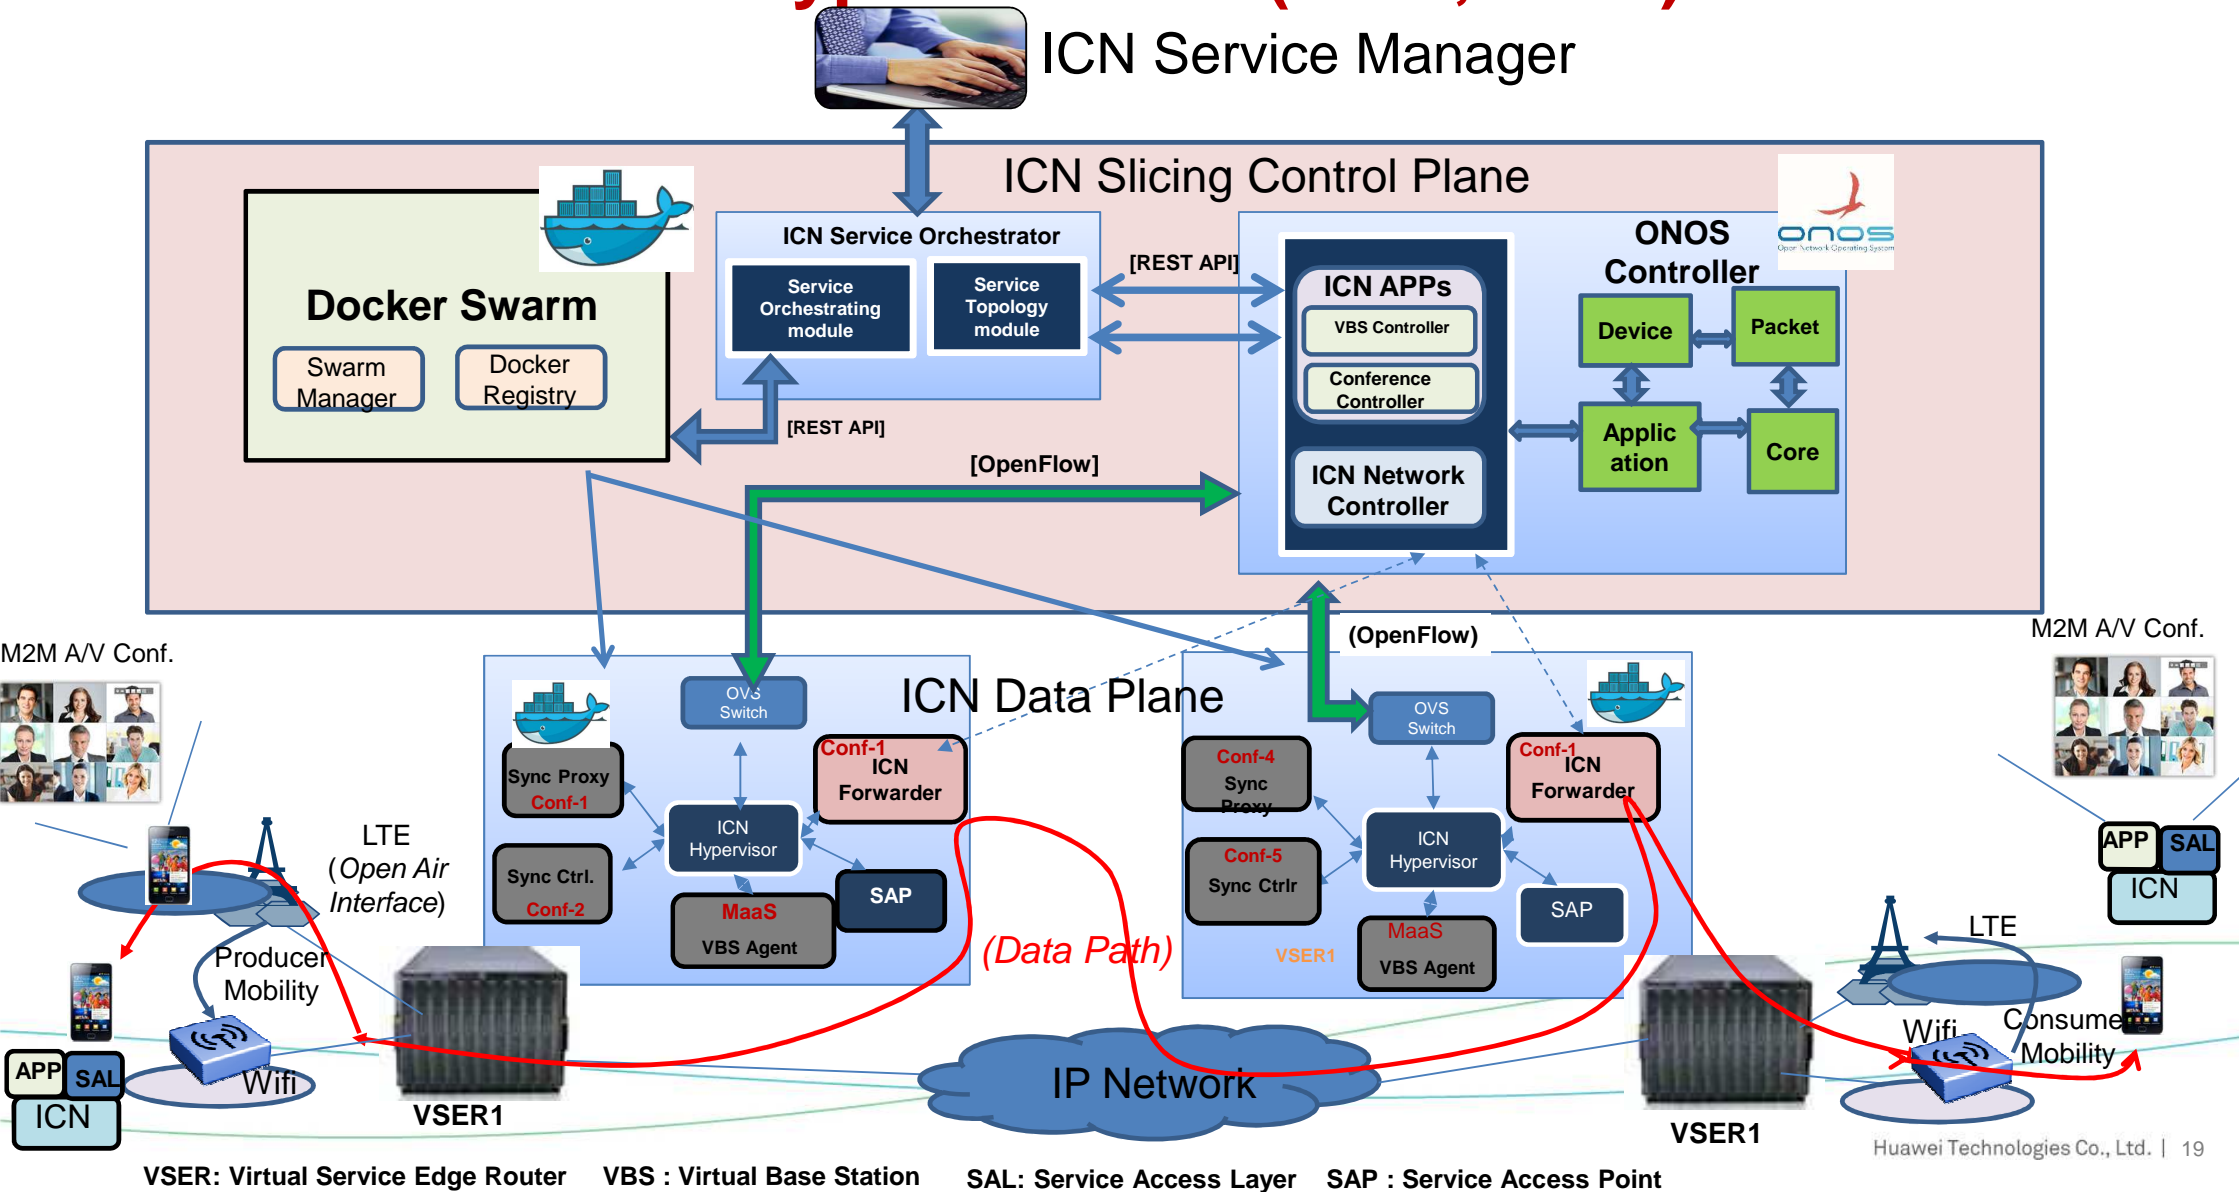 ICN Service Manager
ICN Slicing Control Plane
Docker Swarm
Swarm
Manager
Docker
Registry
ICN Service Orchestrator
Service
Orchestrating
module
Service
Topology
module
[REST API]
[REST API]
[OpenFlow]
ICN APPs
VBS Controller
Conference
Controller
ICN Network
Controller
ONOS
Controller
onos
Open Network Operating System
Device
Packet
Applic
ation
Core
(OpenFlow)
M2M A/V Conf.
M2M A/V Conf.
ICN Data Plane
OVS
Switch
Sync Proxy
Conf-1
Conf-1
ICN
Forwarder
ICN
Hypervisor
Sync Ctrl.
Conf-2
MaaS
VBS Agent
SAP
OVS
Switch
Conf-4
Sync
Proxy
Conf-1
ICN
Forwarder
ICN
Hypervisor
Conf-5
Sync Ctrlr
MaaS
VBS Agent
SAP
VSER1
(Data Path)
LTE
(Open Air
Interface)
Producer
Mobility
Wifi
APP
SAL
ICN
VSER1
IP Network
VSER1
APP
SAL
ICN
LTE
Wifi
Consumer
Mobility
Huawei Technologies Co., Ltd. | 19
VSER: Virtual Service Edge Router VBS : Virtual Base Station SAL: Service Access Layer SAP : Service Access Point